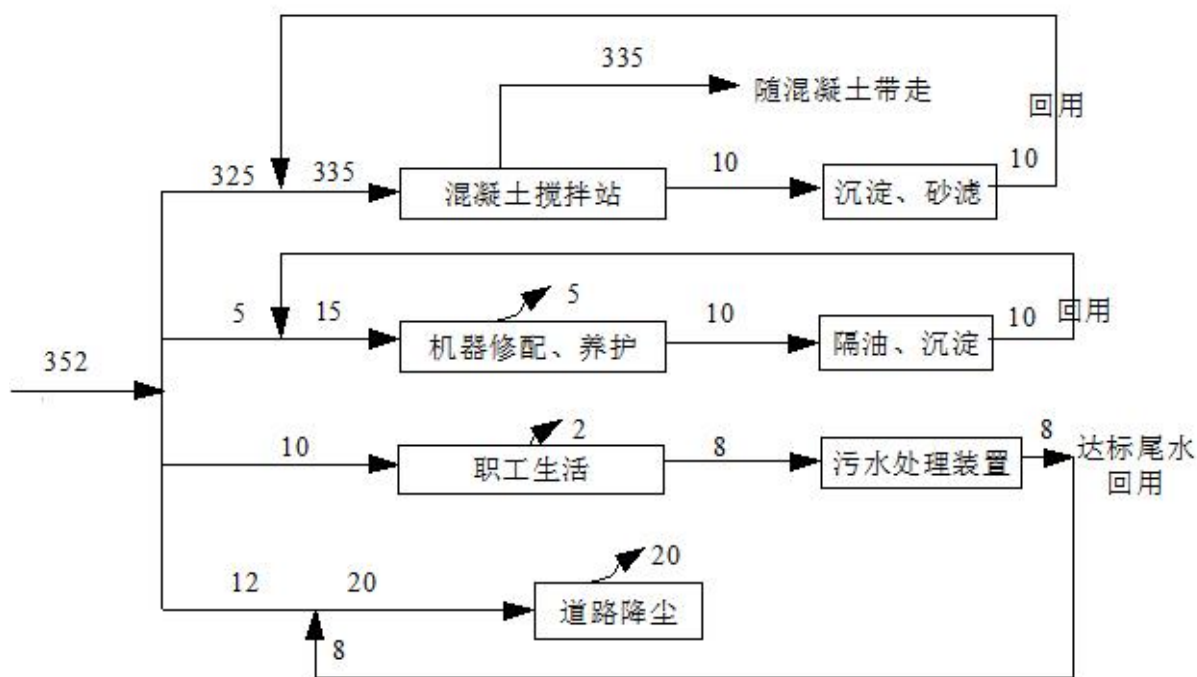 335
随混凝土带走
回用
325
335
混凝土搅拌站
10
沉淀、砂滤
10
5
15
5
机器修配、养护
10
隔油、沉淀
10
回用
352
10
2
职工生活
8
污水处理装置
8
达标尾水
回用
12
20
20
道路降尘
8